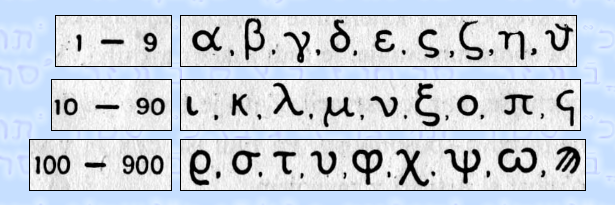 1 — 9 α, β, γ, δ, ε, ς, ζ, η, ϑ
10 — 90 ι, κ, λ, μ, ν, ξ, ο, π, ϟ
100 — 900 ϱ, σ, τ, υ, φ, χ, ψ, ω, ϡ